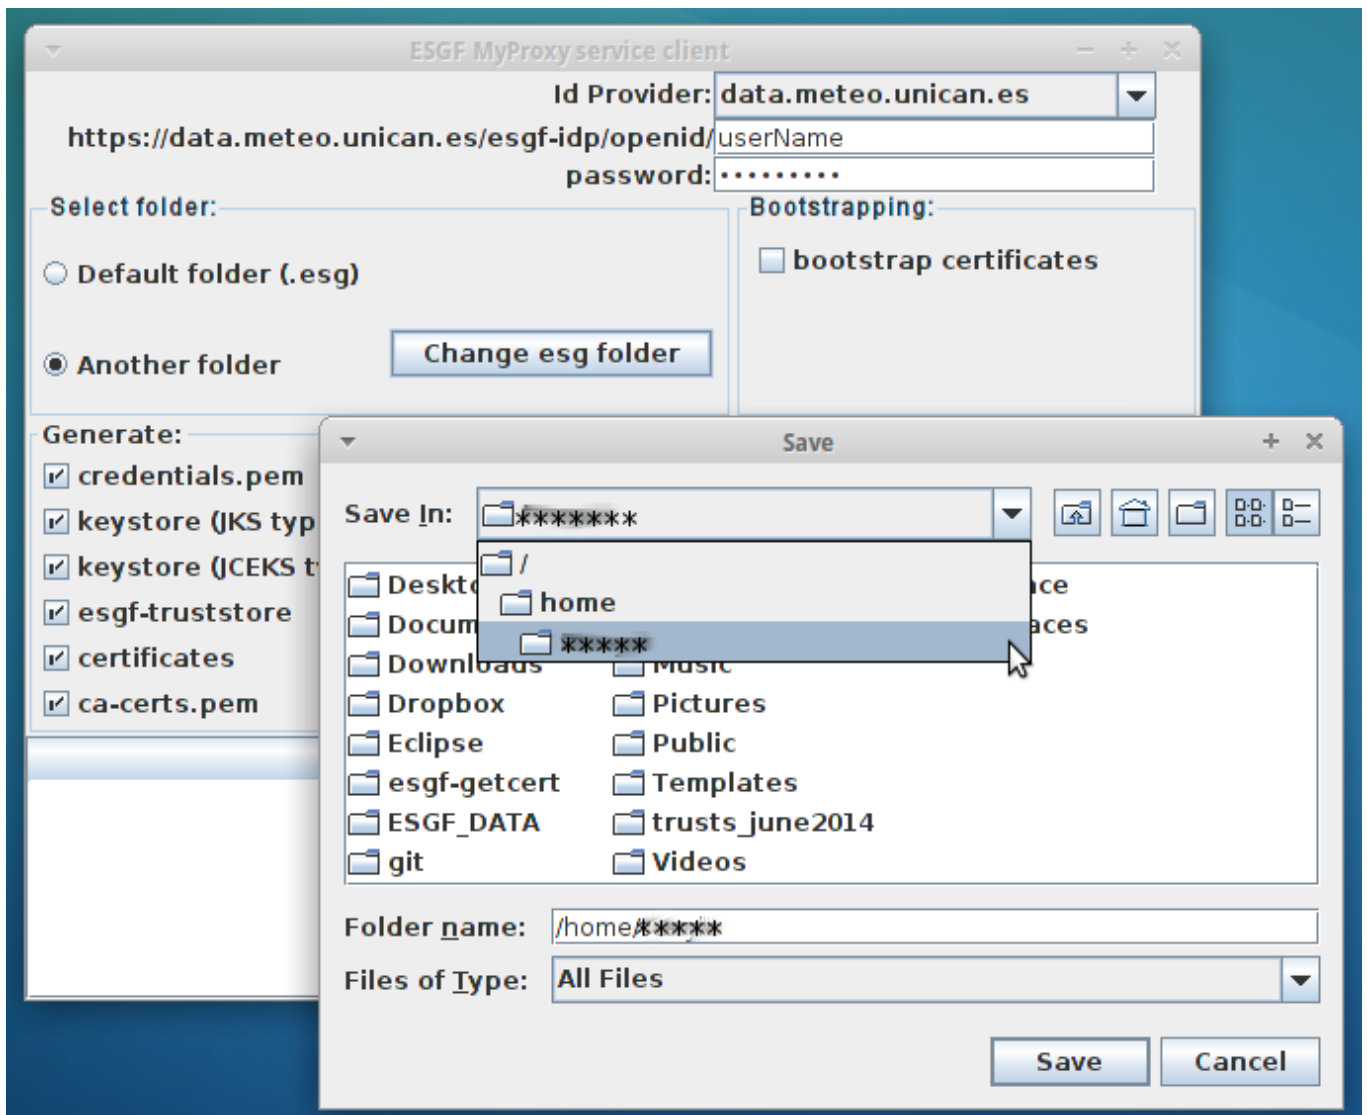 ESGF MyProxy service client
Id Provider: data.meteo.unican.es
https://data.meteo.unican.es/esgf-idp/openid/ userName
password: •••••••••
Select folder:
Bootstrapping:
Default folder (.esg)
bootstrap certificates
Another folder
Change esg folder
Generate:
credentials.pem
keystore (JKS typ
keystore (JCEKS t
esgf-truststore
certificates
ca-certs.pem
Save
Save In: *******
/
home
*****
Deskto
Docum
Downloads
Dropbox
Eclipse
esgf-getcert
ESGF_DATA
git
Music
Pictures
Public
Templates
trusts_june2014
Videos
ace
aces
Folder name: /home/*****
Files of Type: All Files
Save
Cancel